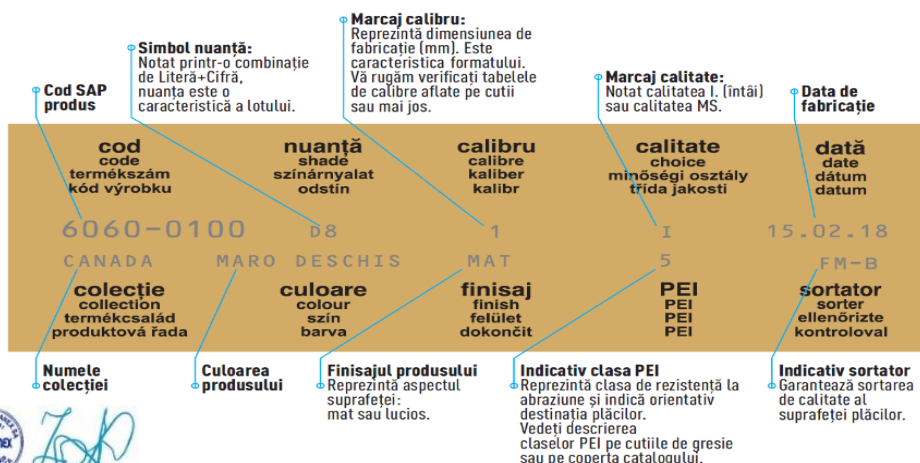 Marcaj calibru:
Reprezintă dimensiunea de
fabricație (mm). Este
caracteristica formatului.
Vă rugăm verificați tabelele
de calibre aflate pe cutii
sau mai jos.
Simbol nuanță:
Notat printr-o combinație
de Literă+Cifră,
nuanța este o
caracteristică a lotului.
Cod SAP
produs
Marcaj calitate:
Notat calitatea I. (întâi)
sau calitatea MS.
Data de
fabricație
cod nuanță calibru calitate dată
code shade calibre choice date
termékszám színárnyalat kaliber minőségi osztály dátum
kód výrobku odstín kalibr třída jakosti datum
6060-0100 D8 1 I 15.02.18
CANADA MARO DESCHIS MAT 5 FM-B
colecție culoare finisaj PEI sortator
collection colour finish PEI sorter
termékcsalád szín felület PEI ellenőrizte
produktová řada barva dokončit PEI kontroloval
Numele
colecției
Culoarea
produsului
Finisajul produsului
Reprezintă aspectul
suprafeței:
mat sau lucios.
Indicativ clasa PEI
Reprezintă clasa de rezistență la
abraziune și indică orientativ
destinația plăcilor.
Vedeți descrierea
claselor PEI pe cutiile de gresie
sau pe coperta catalogului.
Indicativ sortator
Garantează sortarea
de calitate al
suprafeței plăcilor.